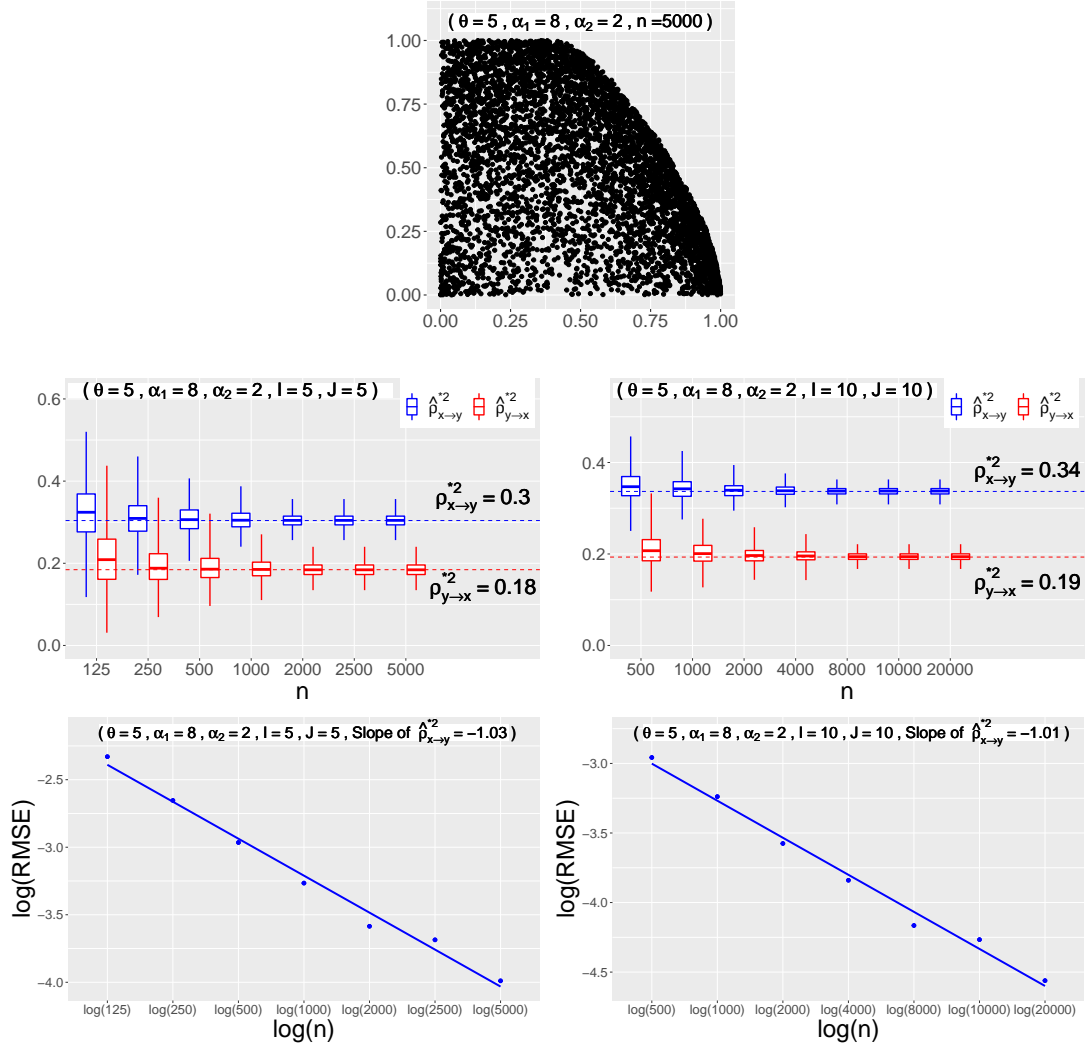 ( θ = 5 , α₁ = 8 , α₂ = 2 , n =5000 )
1.00
0.75
0.50
0.25
0.00
0.00 0.25 0.50 0.75 1.00
( θ = 5 , α₁ = 8 , α₂ = 2 , I = 5 , J = 5 )
ρ̂*²x→y ρ̂*²y→x
0.6
0.4
0.2
0.0
ρ*²x→y = 0.3
ρ*²y→x = 0.18
125 250 500 1000 2000 2500 5000
n
( θ = 5 , α₁ = 8 , α₂ = 2 , I = 10 , J = 10 )
ρ̂*²x→y ρ̂*²y→x
0.4
0.2
0.0
ρ*²x→y = 0.34
ρ*²y→x = 0.19
500 1000 2000 4000 8000 10000 20000
n
( θ = 5 , α₁ = 8 , α₂ = 2 , I = 5 , J = 5 , Slope of ρ̂*²x→y = −1.03 )
log(RMSE)
−2.5
−3.0
−3.5
−4.0
log(125) log(250) log(500) log(1000) log(2000) log(2500) log(5000)
log(n)
( θ = 5 , α₁ = 8 , α₂ = 2 , I = 10 , J = 10 , Slope of ρ̂*²x→y = −1.01 )
log(RMSE)
−3.0
−3.5
−4.0
−4.5
log(500) log(1000) log(2000) log(4000) log(8000) log(10000) log(20000)
log(n)